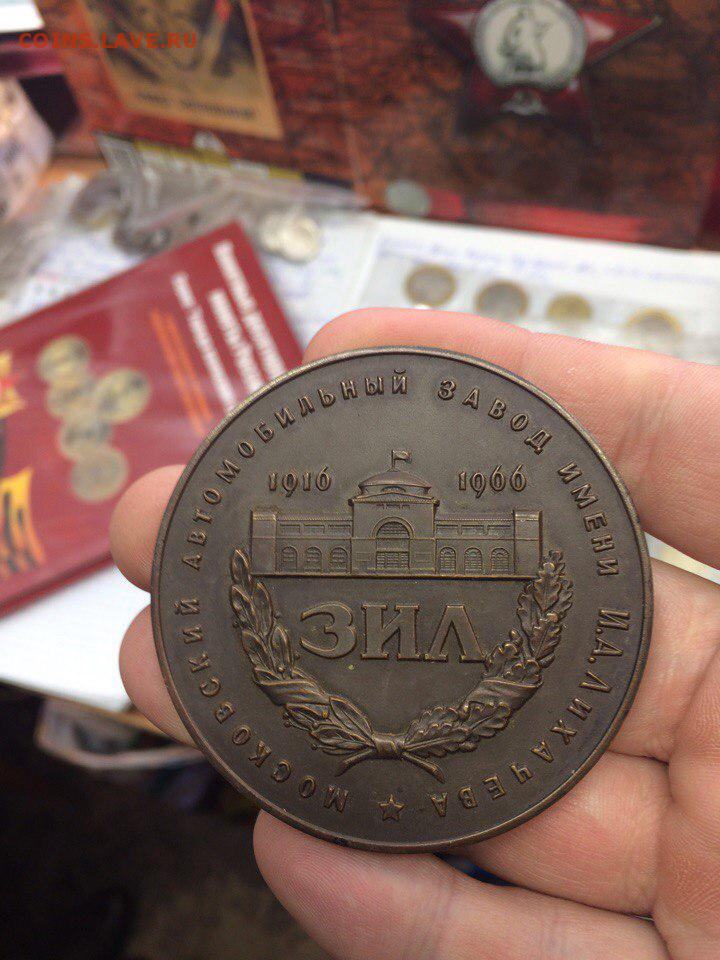 COINS.LAVE.RU
МОСКОВСКИЙ АВТОМОБИЛЬНЫЙ ЗАВОД ИМЕНИ И.А.ЛИХАЧЕВА
1916 1966
ЗИЛ